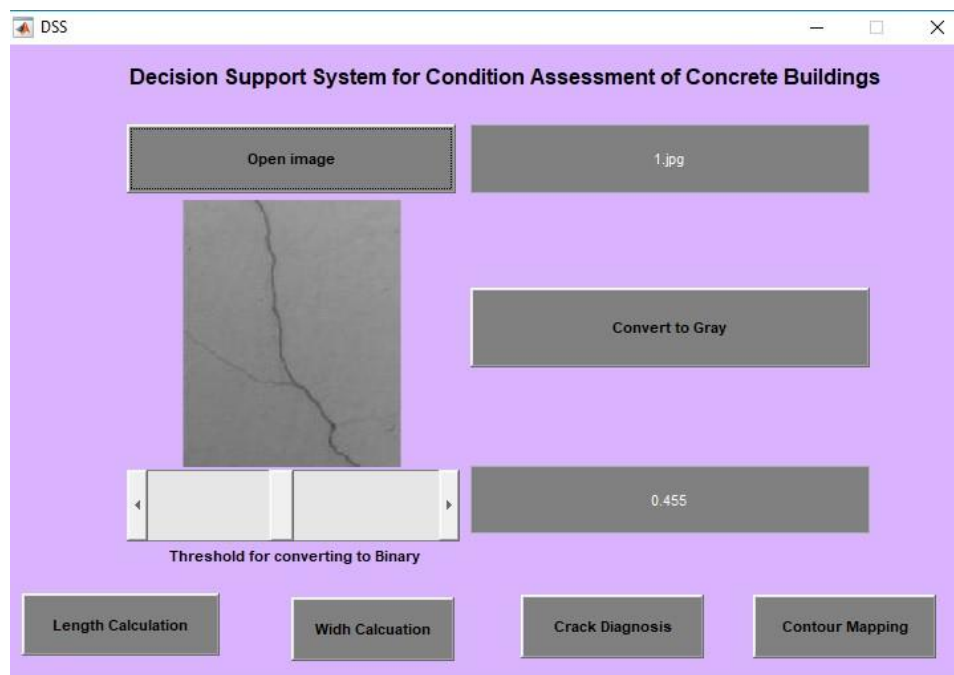 DSS
Decision Support System for Condition Assessment of Concrete Buildings
Open image
1.jpg
Convert to Gray
0.455
Threshold for converting to Binary
Length Calculation
Widh Calcuation
Crack Diagnosis
Contour Mapping